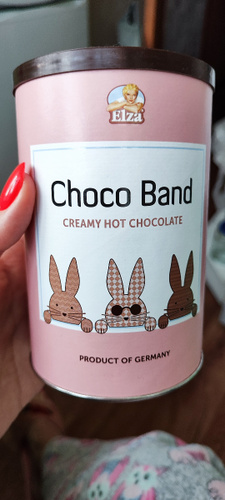 Elza
Choco Band
CREAMY HOT CHOCOLATE
PRODUCT OF GERMANY